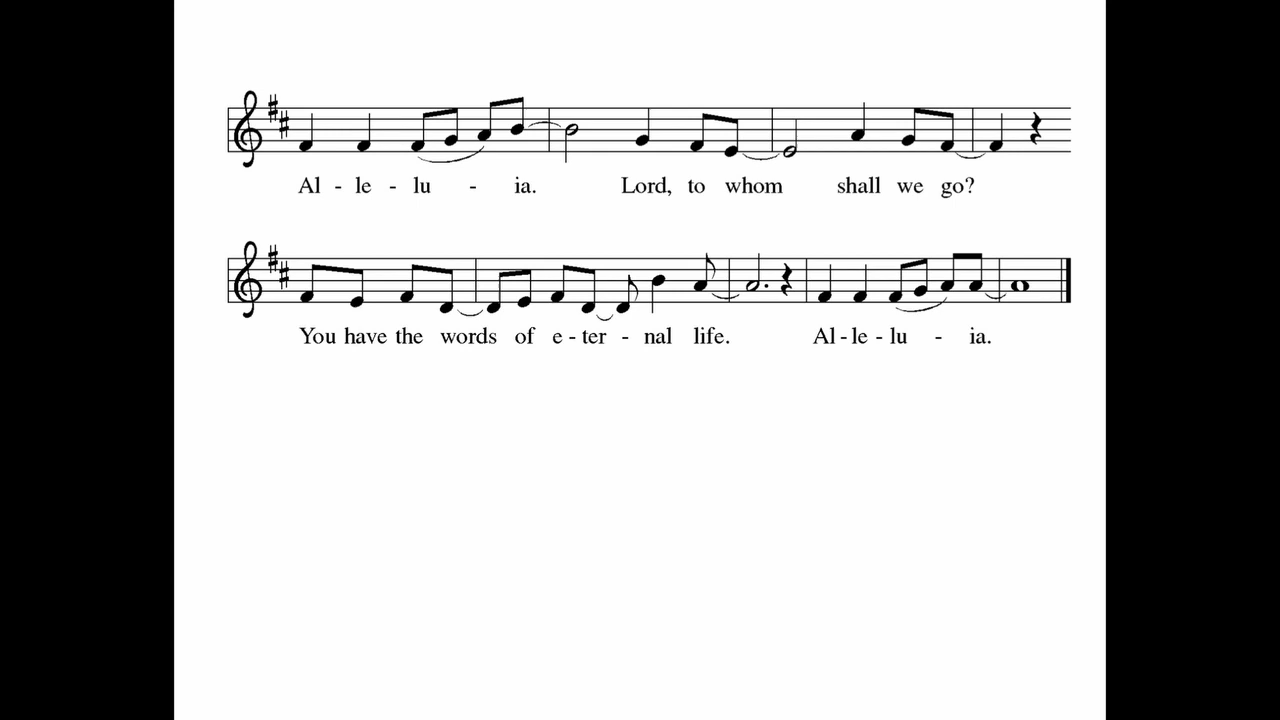 Al - le - lu - ia. Lord, to whom shall we go?
You have the words of e - ter - nal life. Al - le - lu - ia.